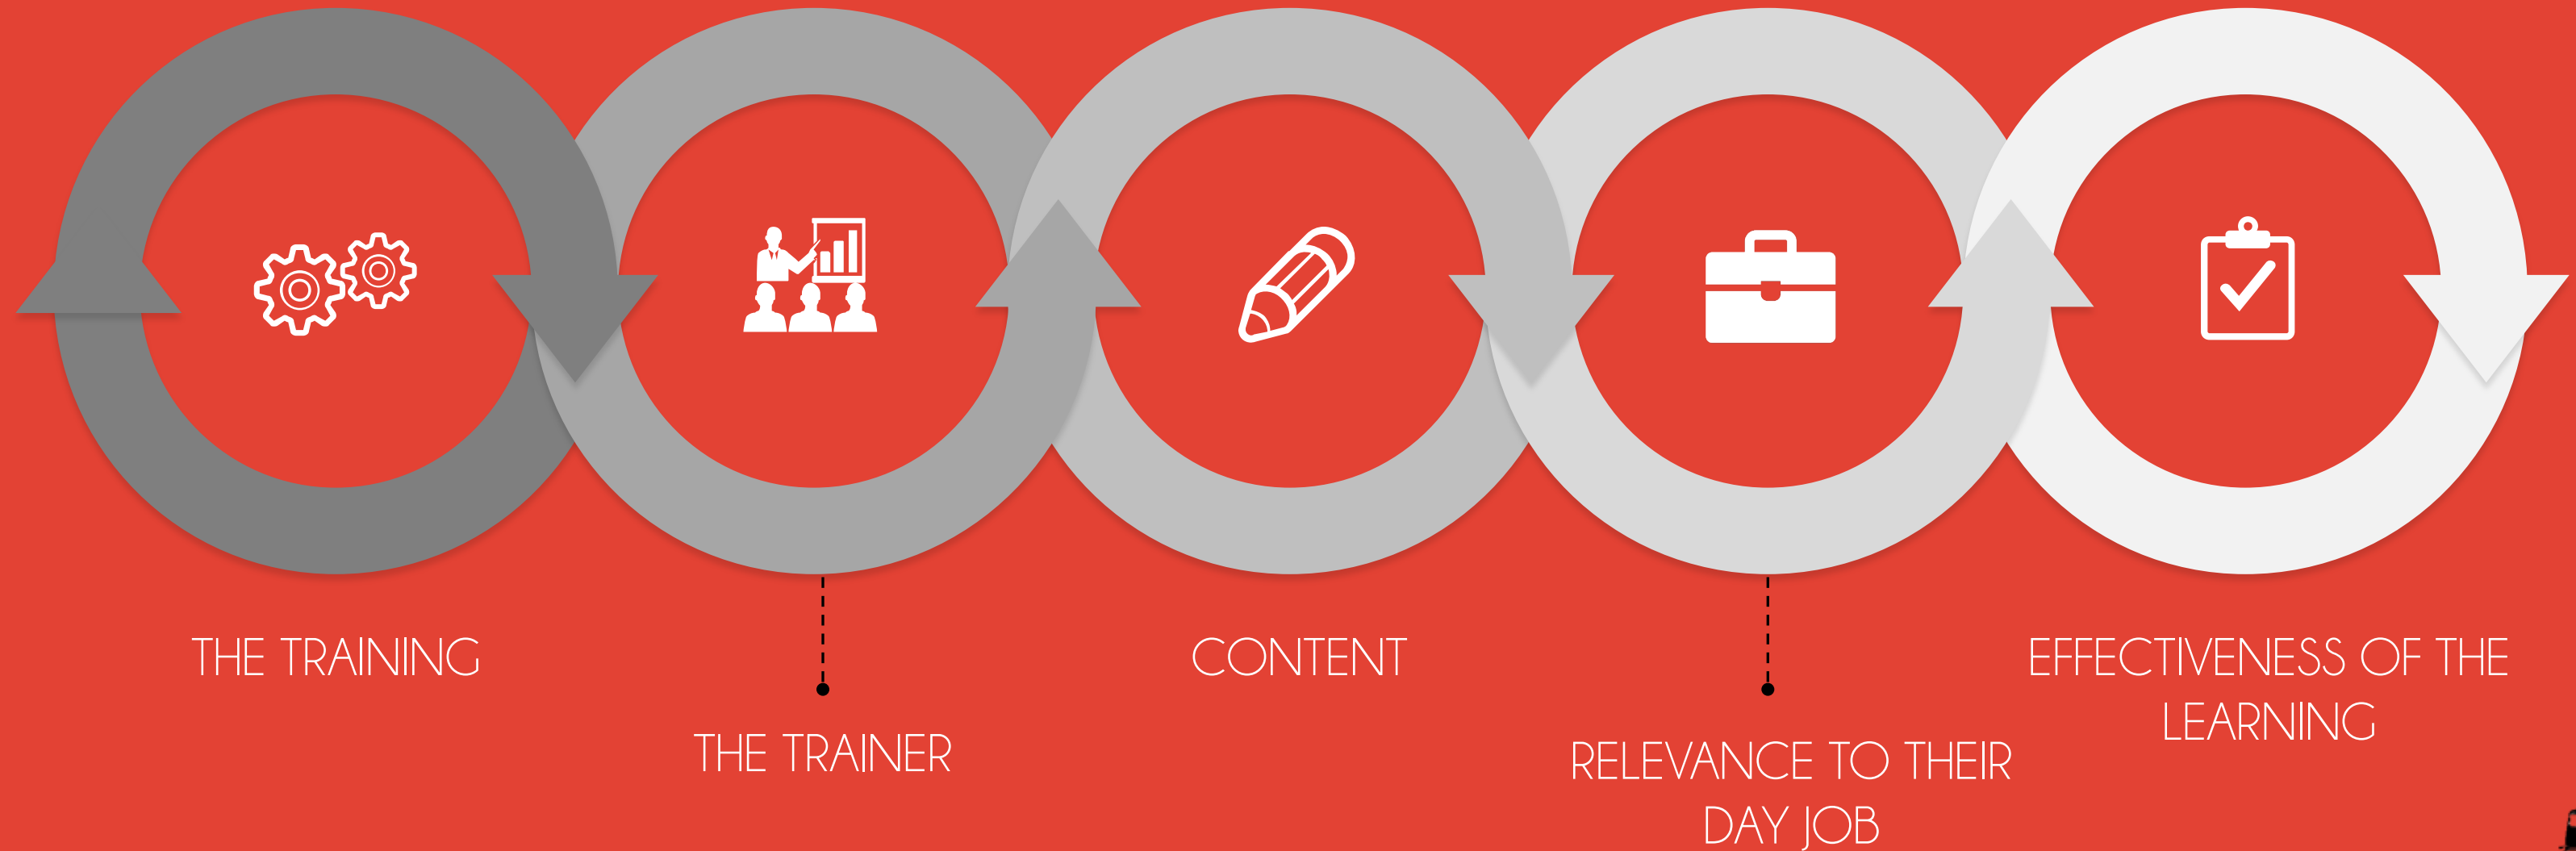 THE TRAINING
THE TRAINER
CONTENT
RELEVANCE TO THEIR
DAY JOB
EFFECTIVENESS OF THE
LEARNING